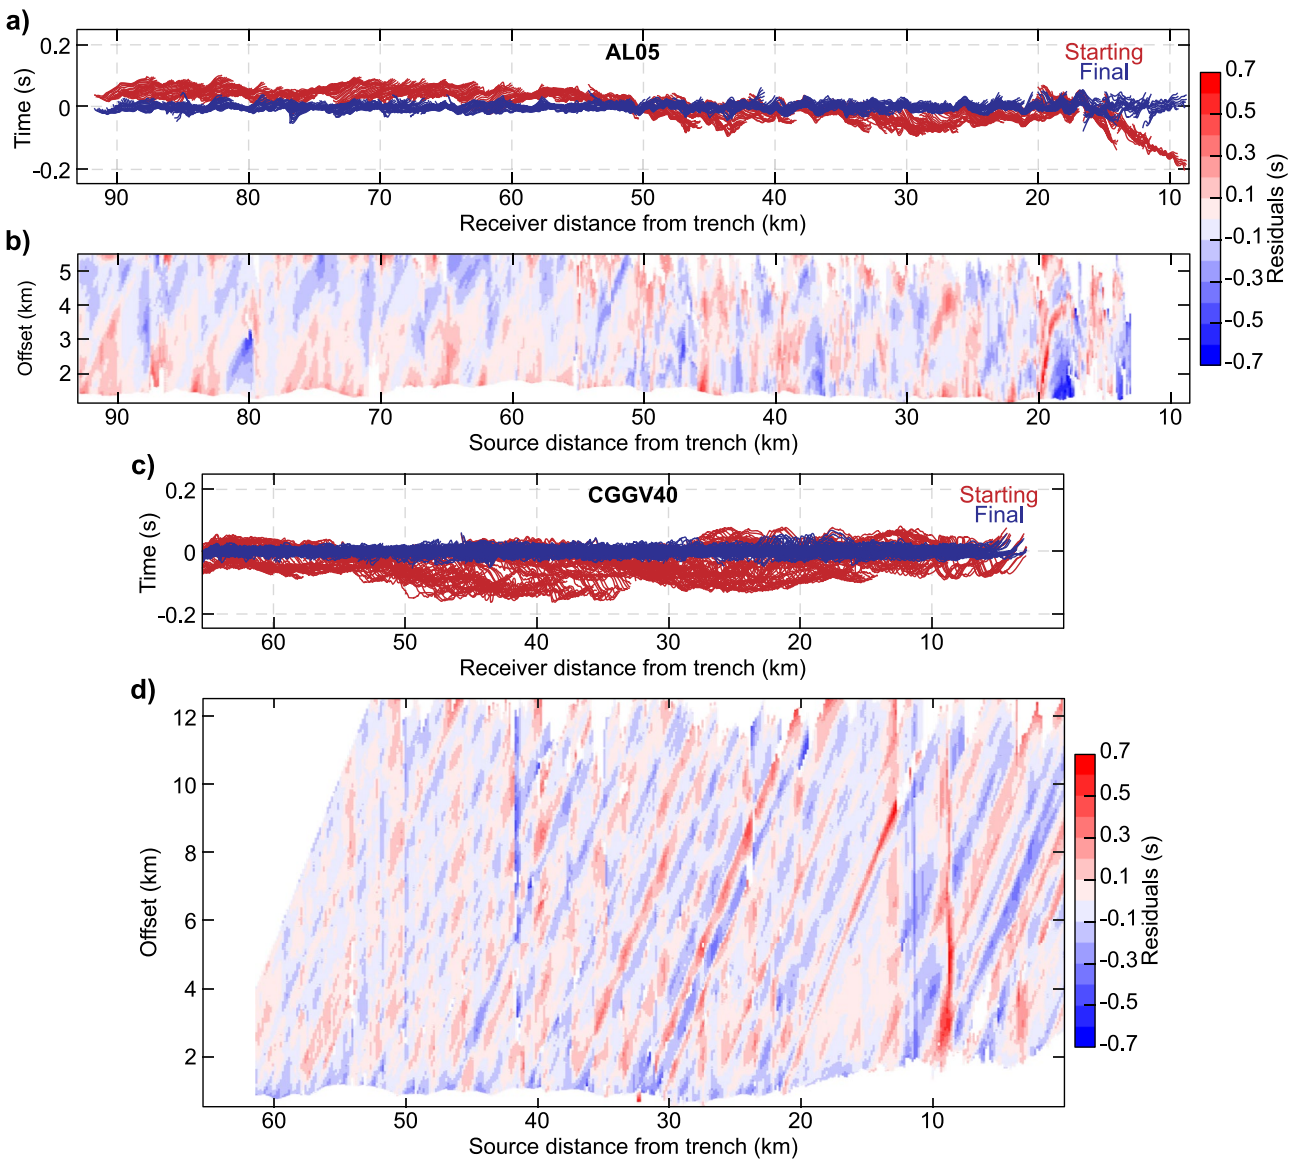 a)
AL05
Starting
Final
Time (s)
0.2
0
-0.2
90 80 70 60 50 40 30 20 10
Receiver distance from trench (km)
0.7
0.5
0.3
0.1
-0.1
-0.3
-0.5
-0.7
Residuals (s)
b)
Offset (km)
5
4
3
2
90 80 70 60 50 40 30 20 10
Source distance from trench (km)
c)
CGGV40
Starting
Final
Time (s)
0.2
0
-0.2
60 50 40 30 20 10
Receiver distance from trench (km)
d)
Offset (km)
12
10
8
6
4
2
60 50 40 30 20 10
Source distance from trench (km)
0.7
0.5
0.3
0.1
-0.1
-0.3
-0.5
-0.7
Residuals (s)